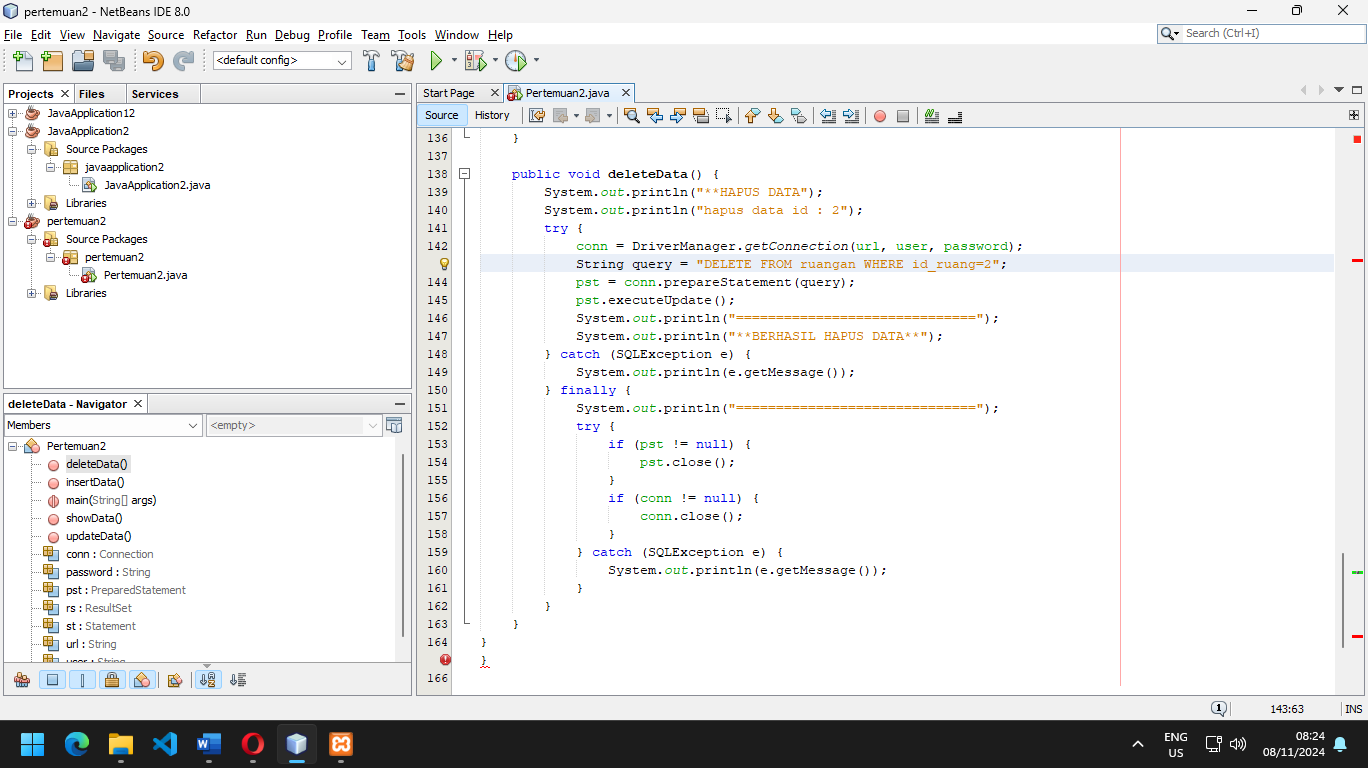 pertemuan2 - NetBeans IDE 8.0
File Edit View Navigate Source Refactor Run Debug Profile Team Tools Window Help
Search (Ctrl+I)
<default config>
Projects Files Services
JavaApplication12
JavaApplication2
Source Packages
javaapplication2
JavaApplication2.java
Libraries
pertemuan2
Source Packages
pertemuan2
Pertemuan2.java
Libraries
deleteData - Navigator
Members <empty>
Pertemuan2
deleteData()
insertData()
main(String[] args)
showData()
updateData()
conn : Connection
password : String
pst : PreparedStatement
rs : ResultSet
st : Statement
url : String
user : String
Start Page Pertemuan2.java
Source History
136 }
137
138 public void deleteData() {
139 System.out.println("**HAPUS DATA");
140 System.out.println("hapus data id : 2");
141 try {
142 conn = DriverManager.getConnection(url, user, password);
String query = "DELETE FROM ruangan WHERE id_ruang=2";
144 pst = conn.prepareStatement(query);
145 pst.executeUpdate();
146 System.out.println("==============================");
147 System.out.println("**BERHASIL HAPUS DATA**");
148 } catch (SQLException e) {
149 System.out.println(e.getMessage());
150 } finally {
151 System.out.println("==============================");
152 try {
153 if (pst != null) {
154 pst.close();
155 }
156 if (conn != null) {
157 conn.close();
158 }
159 } catch (SQLException e) {
160 System.out.println(e.getMessage());
161 }
162 }
163 }
164 }
}
166
1
143:63 INS
ENG
US
08:24
08/11/2024